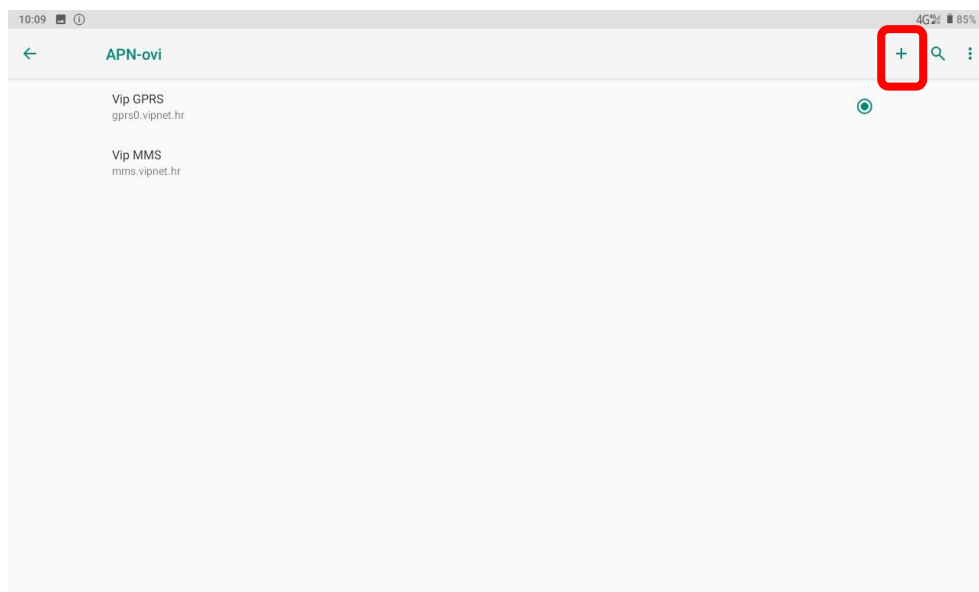 10:09 4G 85%
APN-ovi
Vip GPRS
gprs0.vipnet.hr
Vip MMS
mms.vipnet.hr